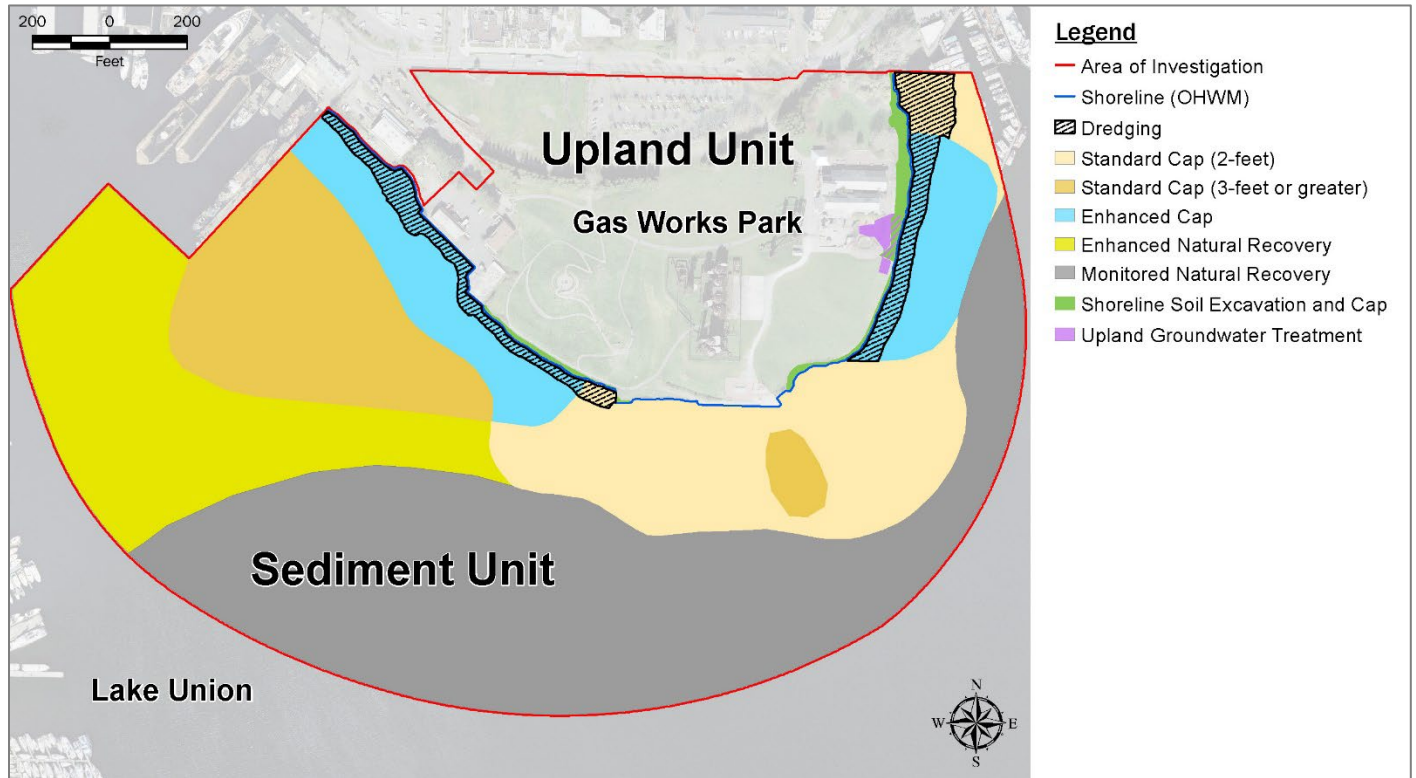 200 0 200
Feet
Upland Unit
Gas Works Park
Sediment Unit
Lake Union
N
W E
S
Legend
Area of Investigation
Shoreline (OHWM)
Dredging
Standard Cap (2-feet)
Standard Cap (3-feet or greater)
Enhanced Cap
Enhanced Natural Recovery
Monitored Natural Recovery
Shoreline Soil Excavation and Cap
Upland Groundwater Treatment